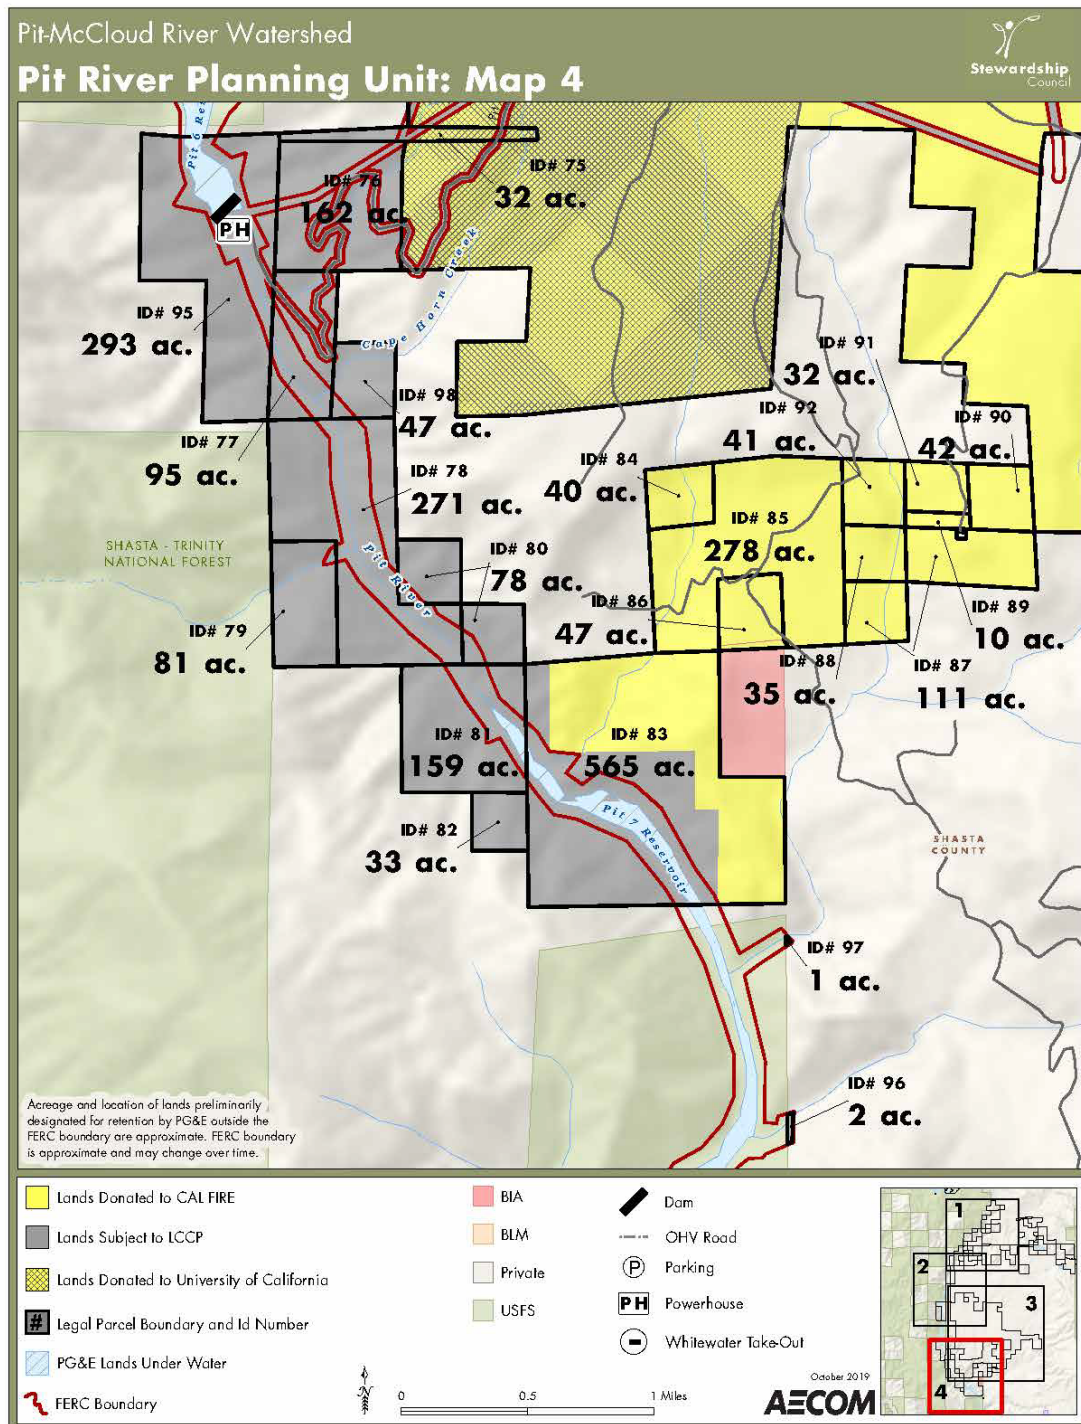 Pit-McCloud River Watershed
Pit River Planning Unit: Map 4
Stewardship
Council
Pit 6 Re
ID# 75
32 ac.
ID# 76
162 ac.
PH
Cape Horn Creek
ID# 95
293 ac.
ID# 91
32 ac.
ID# 98
47 ac.
ID# 92
41 ac.
ID# 90
42 ac.
ID# 77
95 ac.
ID# 84
40 ac.
ID# 78
271 ac.
ID# 85
278 ac.
SHASTA - TRINITY
NATIONAL FOREST
Pit River
ID# 80
78 ac.
ID# 86
47 ac.
ID# 89
10 ac.
ID# 79
81 ac.
ID# 88
35 ac.
ID# 87
111 ac.
ID# 81
159 ac.
ID# 83
565 ac.
Pit 7 Reservoir
ID# 82
33 ac.
SHASTA
COUNTY
ID# 97
1 ac.
ID# 96
2 ac.
Acreage and location of lands preliminarily
designated for retention by PG&E outside the
FERC boundary are approximate. FERC boundary
is approximate and may change over time.
Lands Donated to CAL FIRE
Lands Subject to LCCP
Lands Donated to University of California
# Legal Parcel Boundary and Id Number
PG&E Lands Under Water
FERC Boundary
BIA
BLM
Private
USFS
Dam
OHV Road
P Parking
PH Powerhouse
Whitewater Take-Out
N
0 0.5 1 Miles
October 2019
AECOM
1
2
3
4